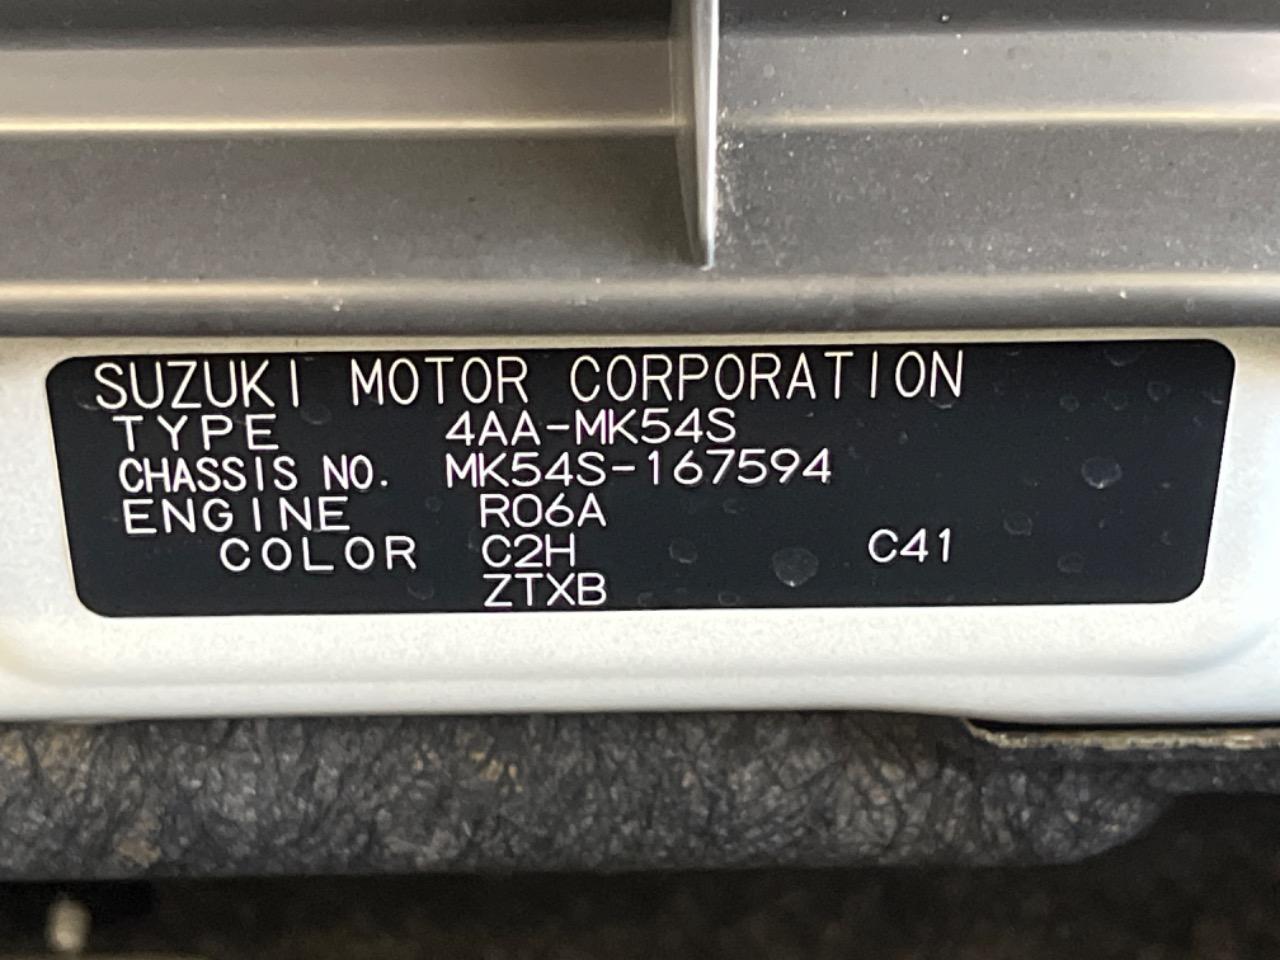 SUZUKI MOTOR CORPORATION
TYPE 4AA-MK54S
CHASSIS NO. MK54S-167594
ENGINE R06A
COLOR C2H C41
ZTXB